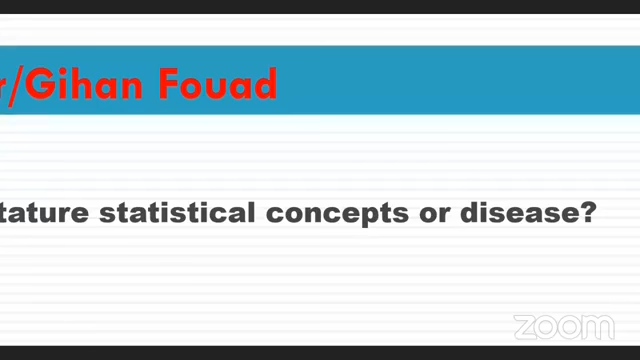 r/Gihan Fouad
tature statistical concepts or disease?
zoom